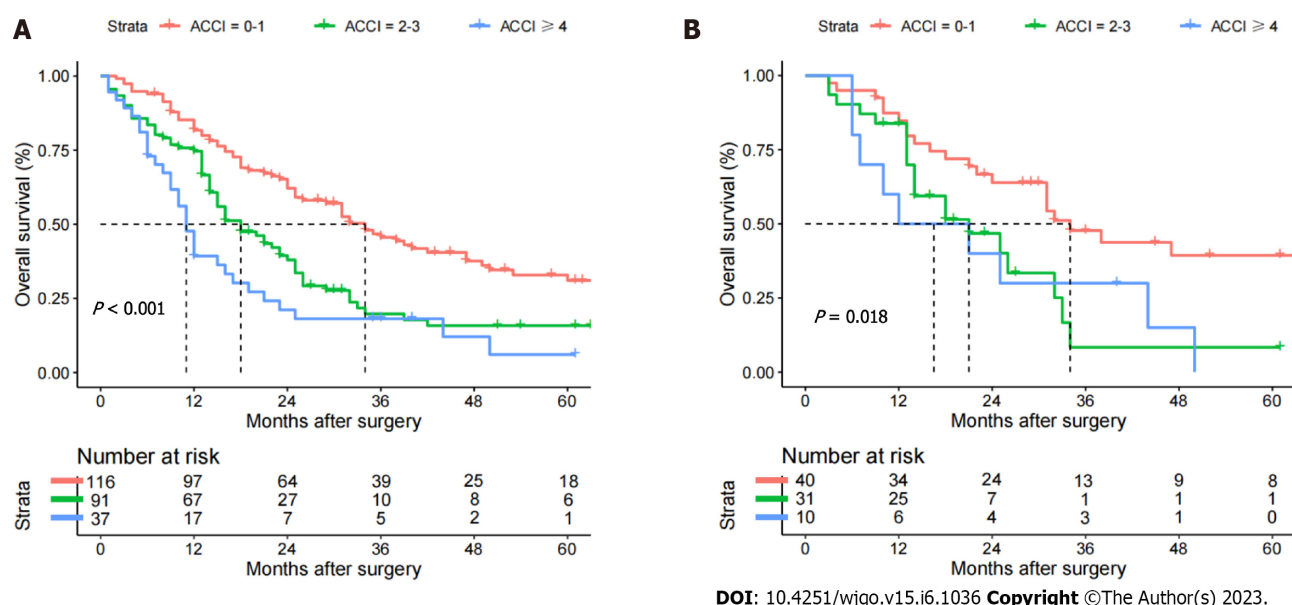 A
Strata ACCI = 0-1 ACCI = 2-3 ACCI ⩾ 4
1.00
0.75
0.50
0.25
0.00
Overall survival (%)
P < 0.001
0 12 24 36 48 60
Months after surgery
Number at risk
Strata
116 97 64 39 25 18
91 67 27 10 8 6
37 17 7 5 2 1
0 12 24 36 48 60
Months after surgery
B
Strata ACCI = 0-1 ACCI = 2-3 ACCI ⩾ 4
1.00
0.75
0.50
0.25
0.00
Overall survival (%)
P = 0.018
0 12 24 36 48 60
Months after surgery
Number at risk
Strata
40 34 24 13 9 8
31 25 7 1 1 1
10 6 4 3 1 0
0 12 24 36 48 60
Months after surgery
DOI: 10.4251/wjgo.v15.i6.1036 Copyright ©The Author(s) 2023.